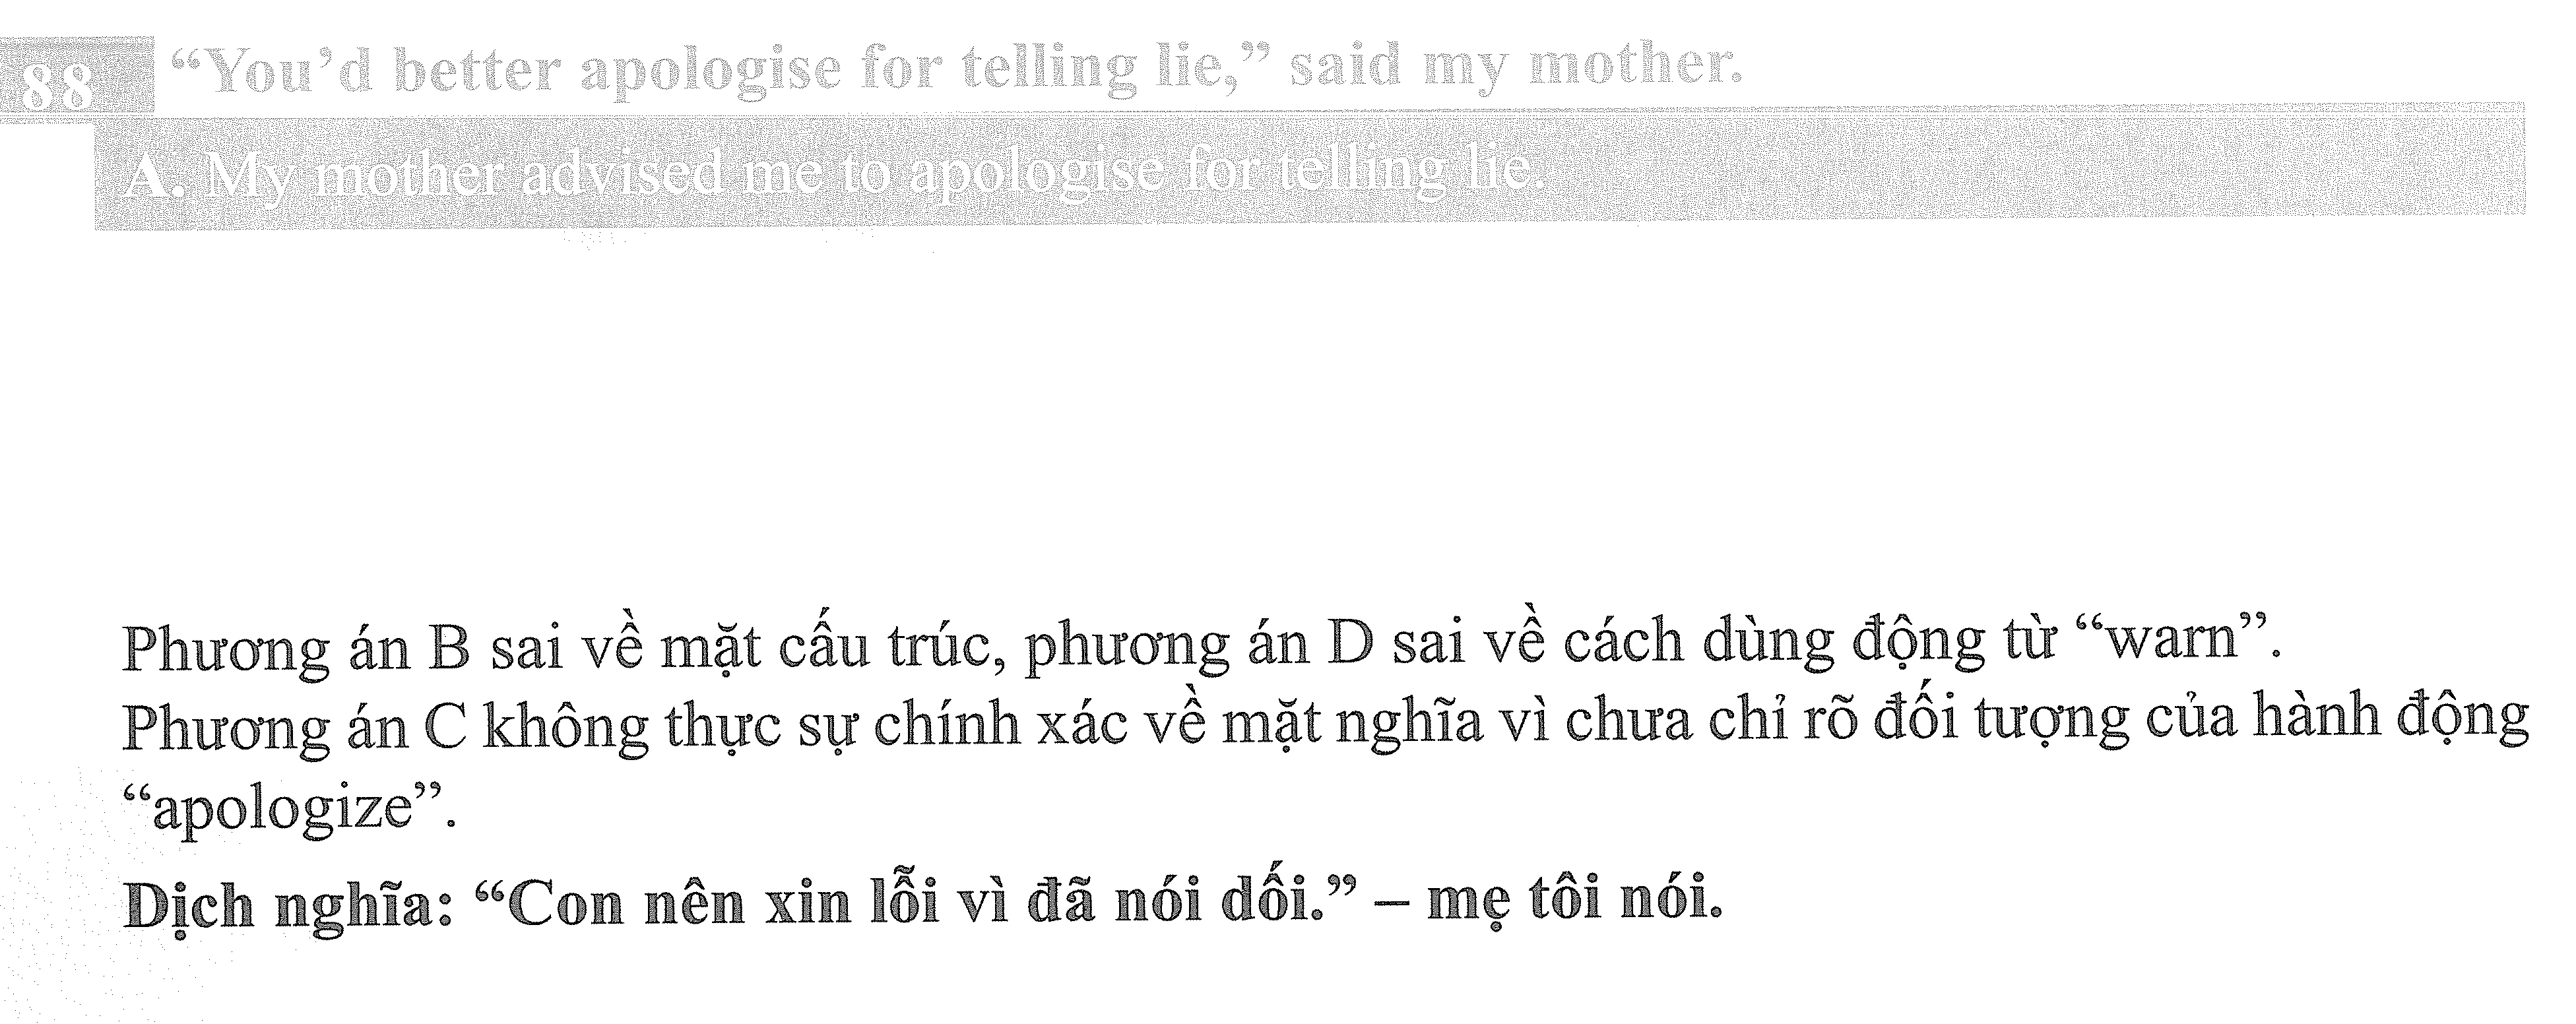 88 “You’d better apologise for telling lie,” said my mother.
A. My mother advised me to apologise for telling lie.
Phương án B sai về mặt cấu trúc, phương án D sai về cách dùng động từ “warn”.
Phương án C không thực sự chính xác về mặt nghĩa vì chưa chỉ rõ đối tượng của hành động
“apologize”.
Dịch nghĩa: “Con nên xin lỗi vì đã nói dối.” – mẹ tôi nói.